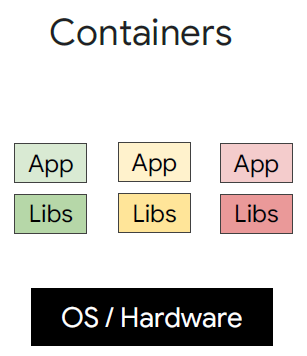 Containers
App App App
Libs Libs Libs
OS / Hardware